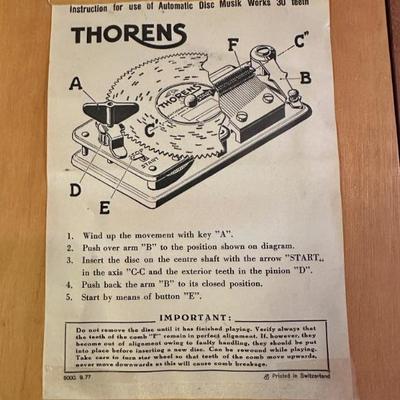 Instruction for use of Automatic Disc Musik Works 30 teeth
THORENS
A
F
C"
B
THORENS
C'
STOP
START
D
E
1. Wind up the movement with key "A".
2. Push over arm "B" to the position shown on diagram.
3. Insert the disc on the centre shaft with the arrow "START„
in the axis "C-C and the exterior teeth in the pinion "D".
4. Push back the arm "B" to its closed position.
5. Start by means of button "E".
IMPORTANT:
Do not remove the disc until it has finished playing. Verify always that
the teeth of the comb "F" remain in perfect alignment. If, however, they
become out of alignment owing to faulty handling, they should be put
into place before inserting a new disc. Can be rewound while playing.
Take care to turn star wheel so that teeth of the comb move upwards,
never move downwards as this will cause comb breakage.
6000. 9.77
Printed in Switzerland